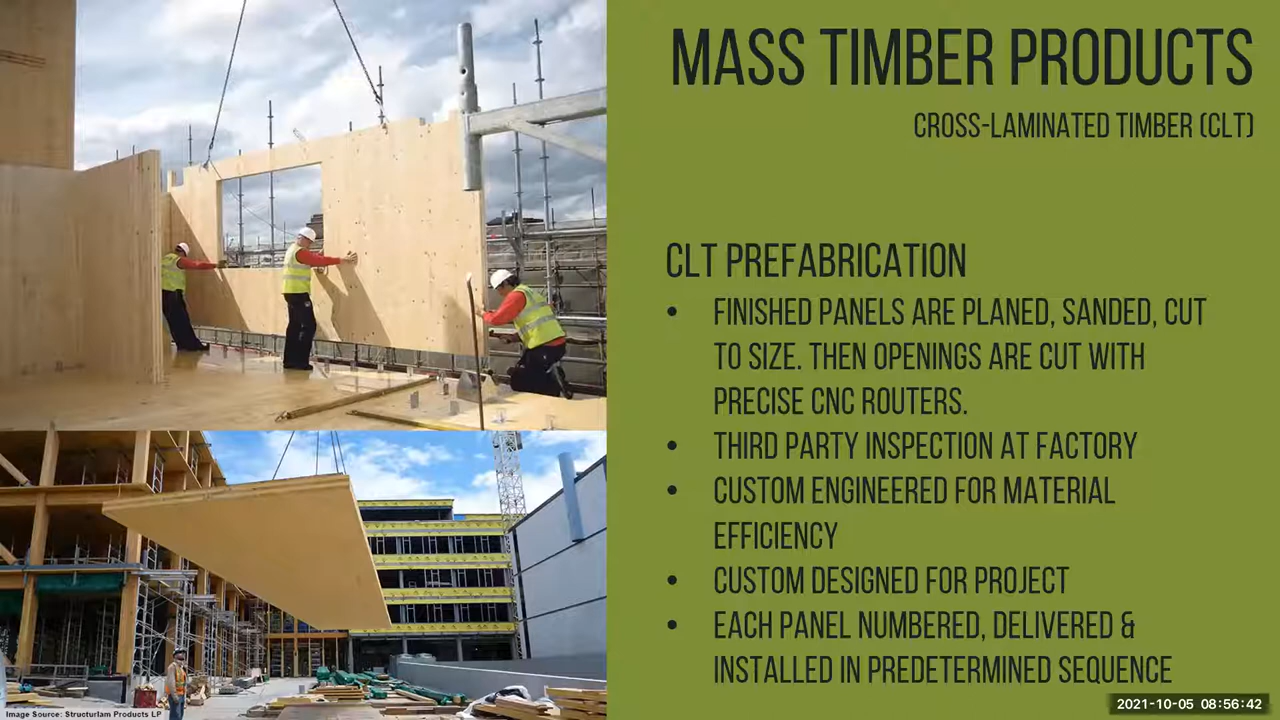 MASS TIMBER PRODUCTS
CROSS-LAMINATED TIMBER (CLT)
CLT PREFABRICATION
• FINISHED PANELS ARE PLANED, SANDED, CUT
TO SIZE. THEN OPENINGS ARE CUT WITH
PRECISE CNC ROUTERS.
• THIRD PARTY INSPECTION AT FACTORY
• CUSTOM ENGINEERED FOR MATERIAL
EFFICIENCY
• CUSTOM DESIGNED FOR PROJECT
• EACH PANEL NUMBERED, DELIVERED &
INSTALLED IN PREDETERMINED SEQUENCE
Image Source: Structurlam Products LP
2021-10-05 08:56:42